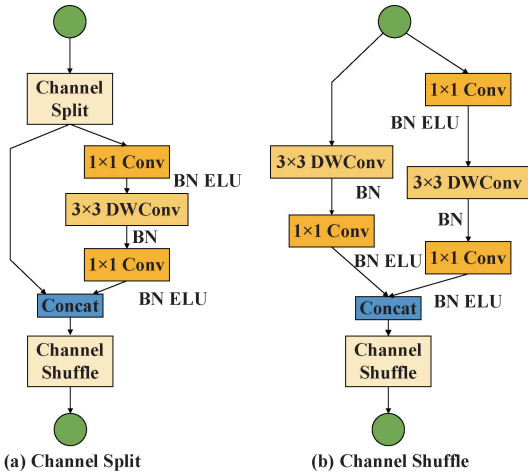 Channel
Split
1×1 Conv
BN ELU
3×3 DWConv
BN
1×1 Conv
BN ELU
Concat
Channel
Shuffle
(a) Channel Split
1×1 Conv
BN ELU
3×3 DWConv
BN
1×1 Conv
BN ELU
3×3 DWConv
BN
1×1 Conv
BN ELU
Concat
Channel
Shuffle
(b) Channel Shuffle